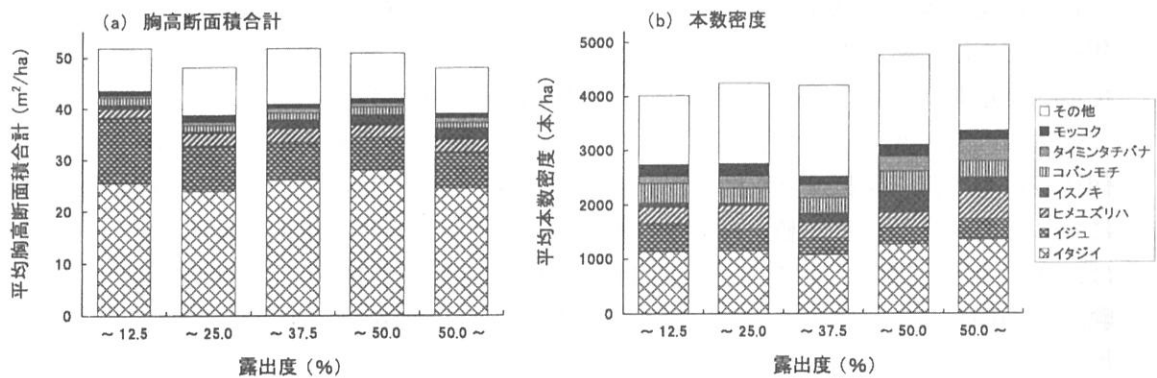 (a) 胸高断面積合計
平均胸高断面積合計 (m²/ha)
50
40
30
20
10
0
～ 12.5
～ 25.0
～ 37.5
～ 50.0
50.0 ～
露出度 (%)
(b) 本数密度
平均本数密度 (本/ha)
5000
4000
3000
2000
1000
0
～ 12.5
～ 25.0
～ 37.5
～ 50.0
50.0 ～
露出度 (%)
その他
モッコク
タイミンタチバナ
コバンモチ
イスノキ
ヒメユズリハ
イジュ
イタジイ